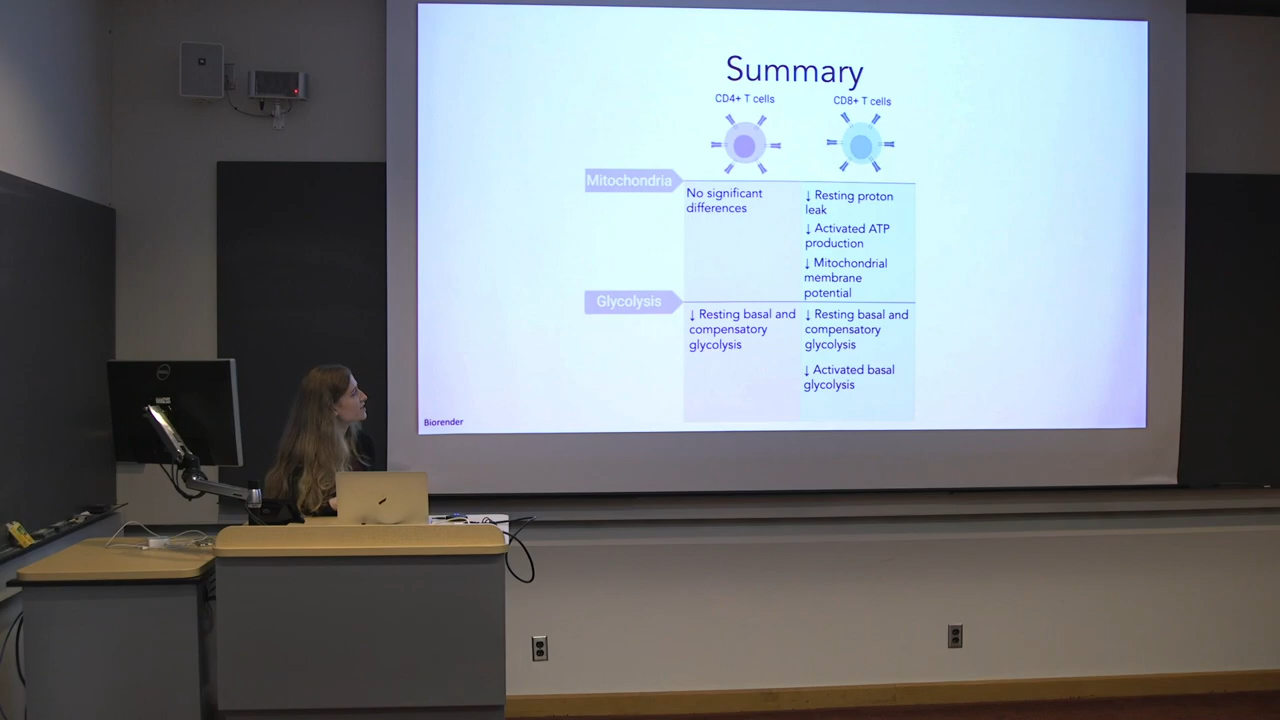 Summary
CD4+ T cells
CD8+ T cells
Mitochondria
No significant
differences
↓ Resting proton
leak
↓ Activated ATP
production
↓ Mitochondrial
membrane
potential
Glycolysis
↓ Resting basal and
compensatory
glycolysis
↓ Resting basal and
compensatory
glycolysis
↓ Activated basal
glycolysis
Biorender
DELL